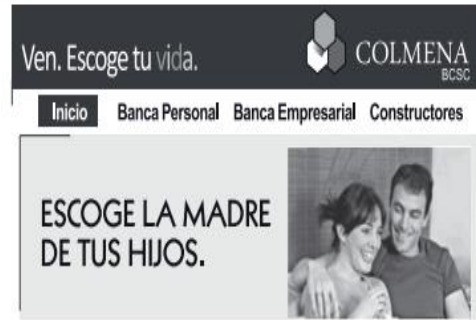 Ven. Escoge tu vida.
COLMENA
BCSC
Inicio Banca Personal Banca Empresarial Constructores
ESCOGE LA MADRE
DE TUS HIJOS.